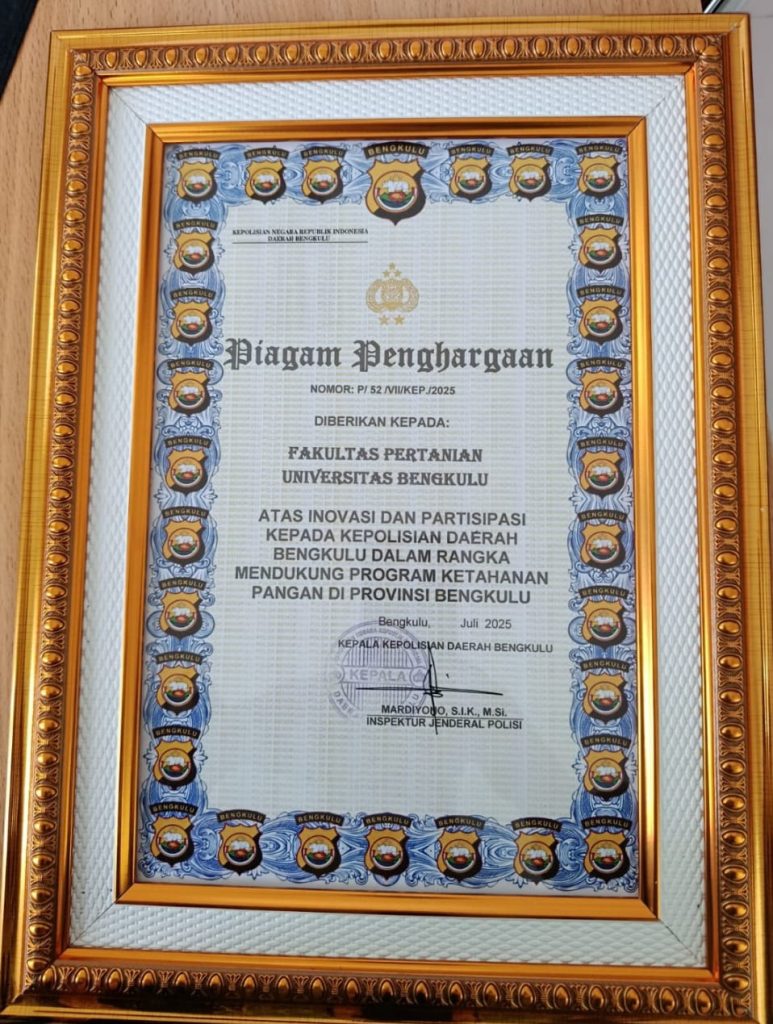 BENGKULU
KEPOLISIAN NEGARA REPUBLIK INDONESIA
DAERAH BENGKULU
Piagam Penghargaan
NOMOR: P/ 52 /VII/KEP./2025
DIBERIKAN KEPADA:
FAKULTAS PERTANIAN
UNIVERSITAS BENGKULU
ATAS INOVASI DAN PARTISIPASI
KEPADA KEPOLISIAN DAERAH
BENGKULU DALAM RANGKA
MENDUKUNG PROGRAM KETAHANAN
PANGAN DI PROVINSI BENGKULU
Bengkulu, Juli 2025
KEPALA KEPOLISIAN DAERAH BENGKULU
KEPALA
MARDIYONO, S.I.K., M.Si.
INSPEKTUR JENDERAL POLISI